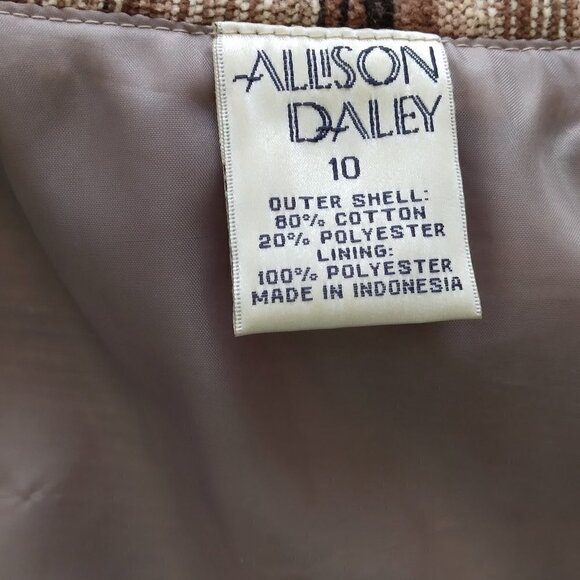 ALLISON
DALEY
10
OUTER SHELL:
80% COTTON
20% POLYESTER
LINING:
100% POLYESTER
MADE IN INDONESIA